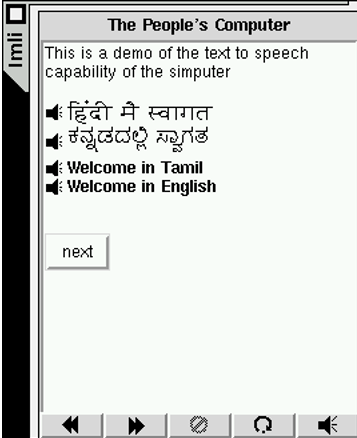 Imli
The People's Computer
This is a demo of the text to speech
capability of the simputer
हिंदी मे स्वागत
ಕನ್ನಡದಲ್ಲಿ ಸ್ವಾಗತ
Welcome in Tamil
Welcome in English
next